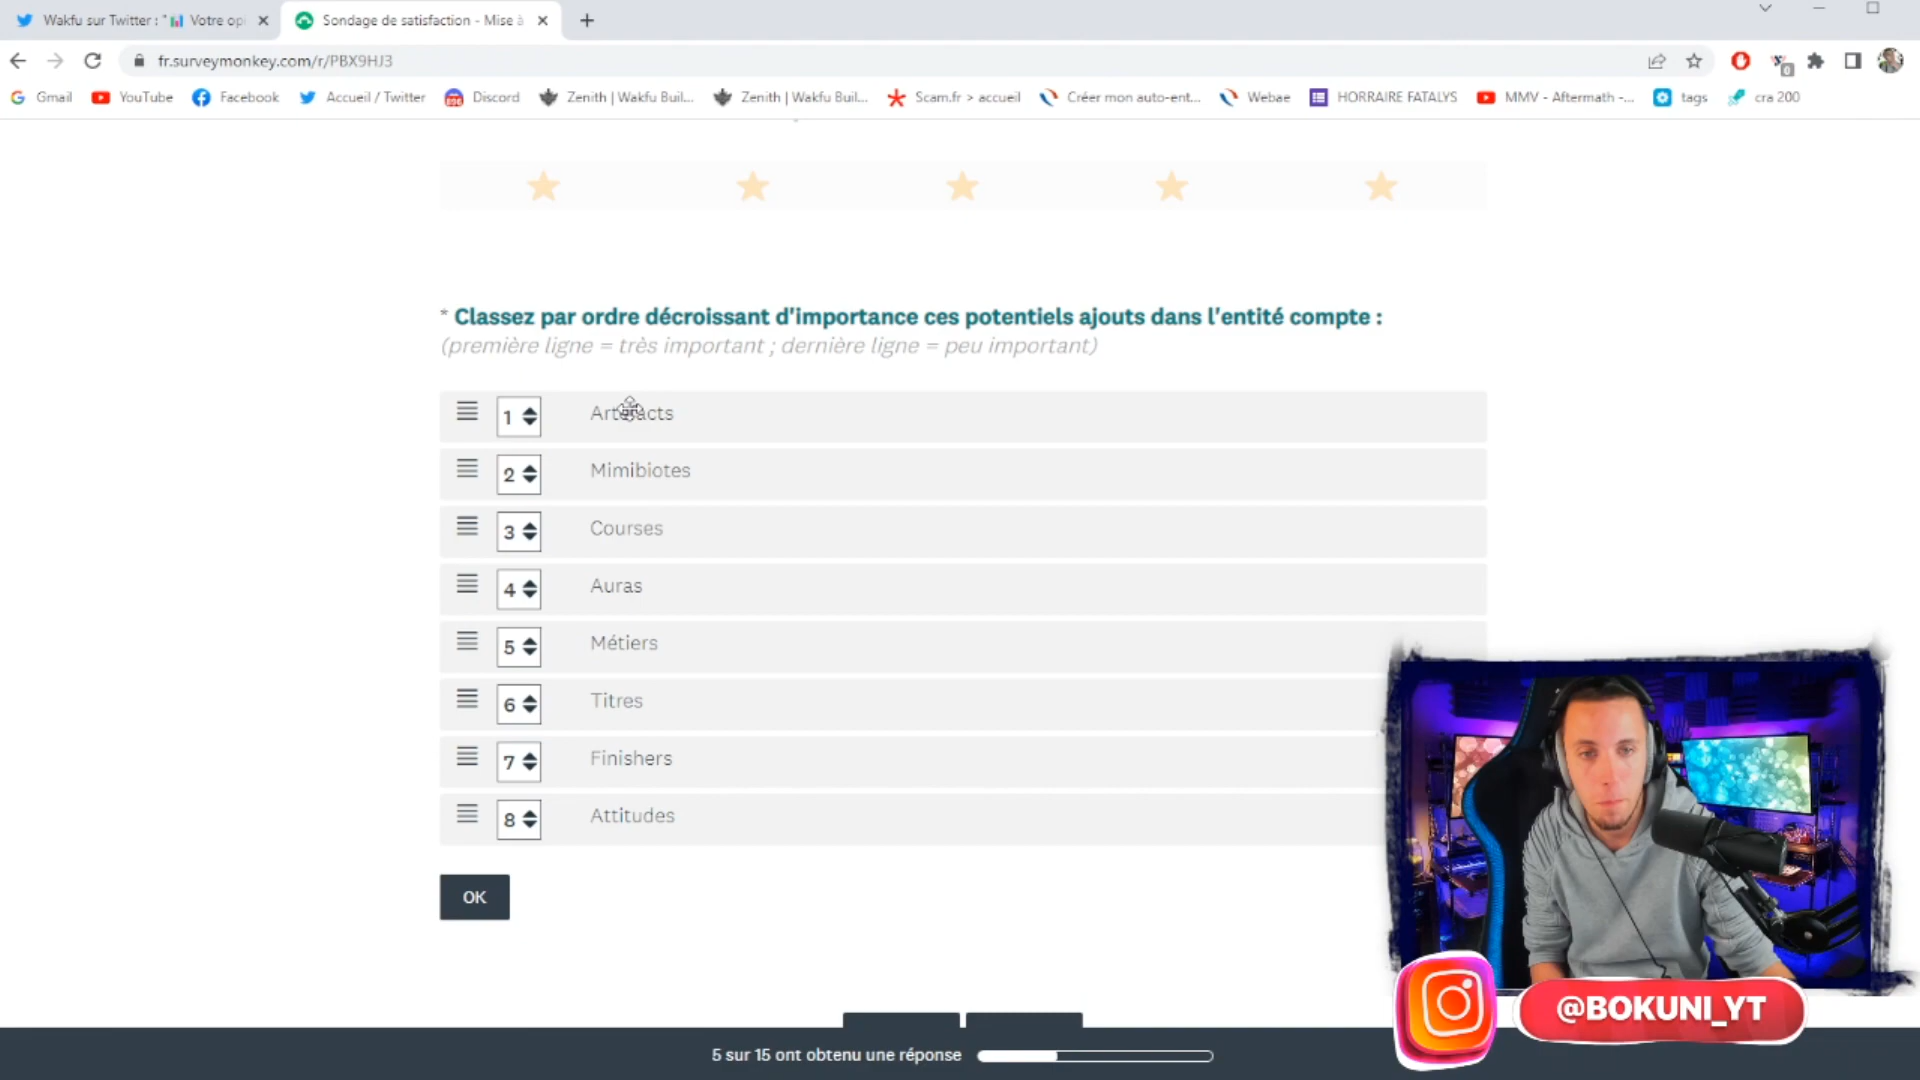 Wakfu sur Twitter : " Votre opi
Sondage de satisfaction - Mise à
fr.surveymonkey.com/r/PBX9HJ3
0
Gmail
YouTube
Facebook
Accueil / Twitter
Discord
Zenith | Wakfu Buil...
Zenith | Wakfu Buil...
Scam.fr > accueil
Créer mon auto-ent...
Webae
HORRAIRE FATALYS
MMV - Aftermath -...
tags
cra 200
* Classez par ordre décroissant d'importance ces potentiels ajouts dans l'entité compte :
(première ligne = très important ; dernière ligne = peu important)
1 Artefacts
2 Mimibiotes
3 Courses
4 Auras
5 Métiers
6 Titres
7 Finishers
8 Attitudes
OK
5 sur 15 ont obtenu une réponse
@BOKUNI_YT